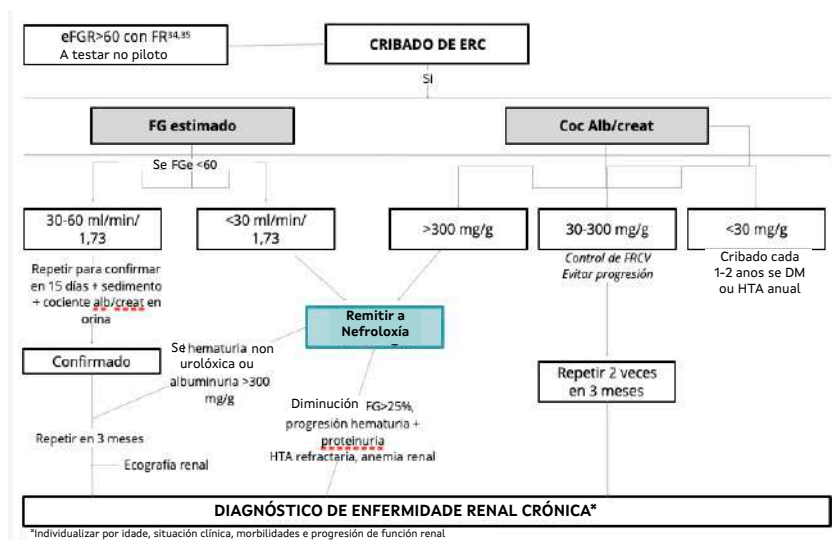 eFGR>60 con FR34,35
A testar no piloto
CRIBADO DE ERC
Si
FG estimado
Coc Alb/creat
Se FGe <60
30-60 ml/min/
1,73
<30 ml/min/
1,73
>300 mg/g
30-300 mg/g
<30 mg/g
Repetir para confirmar
en 15 días + sedimento
+ cociente alb/creat en
orina
Control de FRCV
Evitar progresión
Cribado cada
1-2 anos se DM
ou HTA anual
Remitir a
Nefroloxía
Confirmado
Se hematuria non
urolóxica ou
albuminuria >300
mg/g
Repetir 2 veces
en 3 meses
Diminución FG>25%,
progresión hematuria +
proteinuria
HTA refractaria, anemia renal
Repetir en 3 meses
Ecografía renal
DIAGNÓSTICO DE ENFERMIDADE RENAL CRÓNICA*
*Individualizar por idade, situación clínica, morbilidades e progresión de función renal